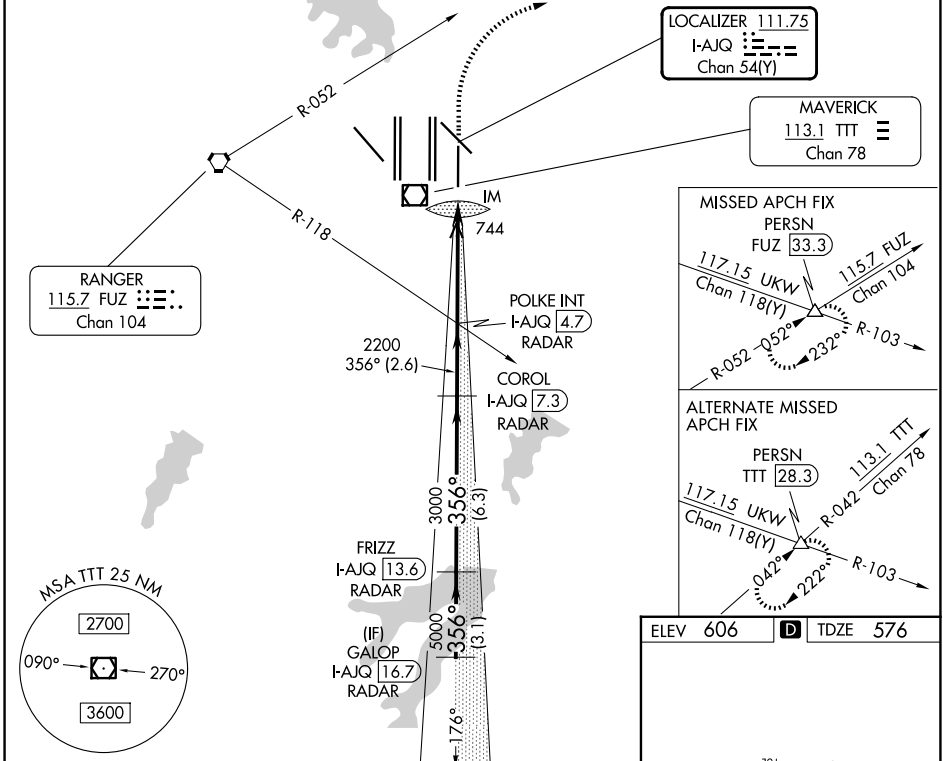 LOCALIZER 111.75
I-AJQ
Chan 54(Y)
R-052
MAVERICK
113.1 TTT
Chan 78
IM
744
R-118
RANGER
115.7 FUZ
Chan 104
MISSED APCH FIX
PERSN
FUZ 33.3
117.15 UKW
Chan 118(Y)
115.7 FUZ
Chan 104
R-103
R-052
052°
232°
POLKE INT
I-AJQ 4.7
RADAR
2200
356° (2.6)
COROL
I-AJQ 7.3
RADAR
ALTERNATE MISSED
APCH FIX
PERSN
TTT 28.3
117.15 UKW
Chan 118(Y)
113.1 TTT
Chan 78
R-042
R-103
042°
222°
3000
356°
(6.3)
FRIZZ
I-AJQ 13.6
RADAR
5000
356°
(3.1)
(IF)
GALOP
I-AJQ 16.7
RADAR
176°
MSA TTT 25 NM
2700
090°
270°
3600
ELEV 606
D
TDZE 576